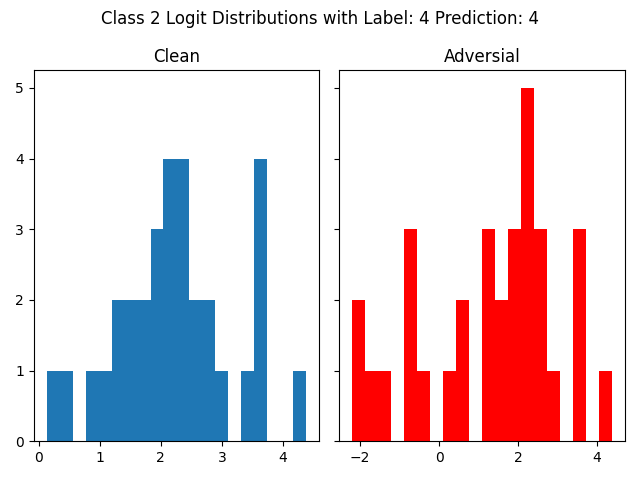 Class 2 Logit Distributions with Label: 4 Prediction: 4
Clean
Adversial
5
4
3
2
1
0
0 1 2 3 4
−2 0 2 4